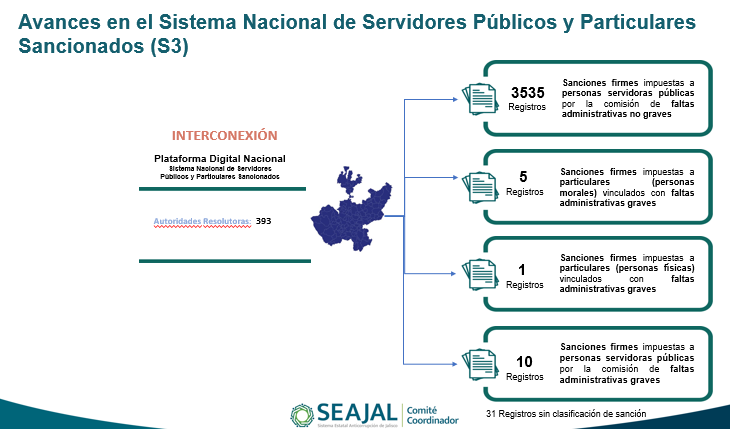 Avances en el Sistema Nacional de Servidores Públicos y Particulares
Sancionados (S3)
INTERCONEXIÓN
Plataforma Digital Nacional
Sistema Nacional de Servidores
Públicos y Particulares Sancionados
Autoridades Resolutoras: 393
3535
Registros
Sanciones firmes impuestas a
personas servidoras públicas
por la comisión de faltas
administrativas no graves
5
Registros
Sanciones firmes impuestas a
particulares (personas
morales) vinculados con faltas
administrativas graves
1
Registros
Sanciones firmes impuestas a
particulares (personas físicas)
vinculados con faltas
administrativas graves
10
Registros
Sanciones firmes impuestas a
personas servidoras públicas
por la comisión de faltas
administrativas graves
SEAJAL
Sistema Estatal Anticorrupción de Jalisco
Comité
Coordinador
31 Registros sin clasificación de sanción